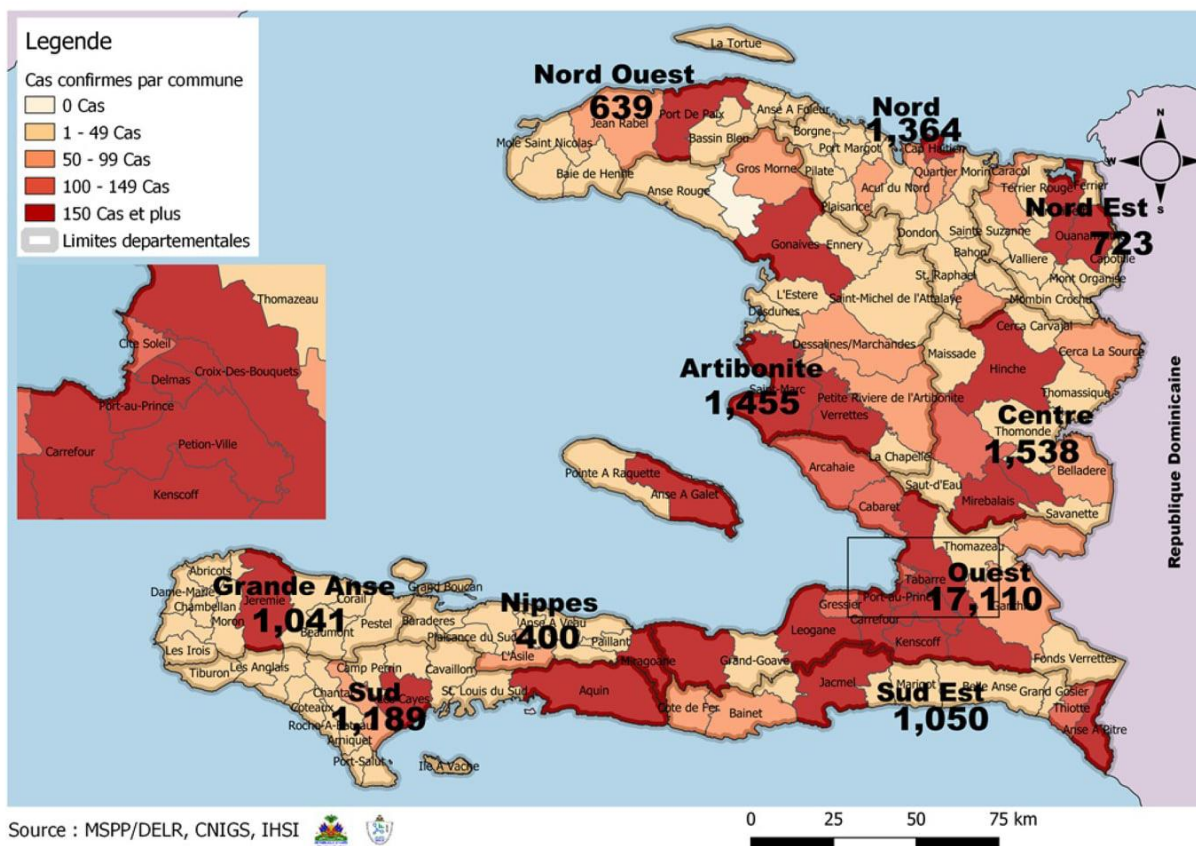 Legende
Cas confirmes par commune
0 Cas
1 - 49 Cas
50 - 99 Cas
100 - 149 Cas
150 Cas et plus
Limites departementales
Thomazeau
Cite Soleil
Delmas
Croix-Des-Bouquets
Port-au-Prince
Petion-Ville
Carrefour
Kenscoff
La Tortue
Nord Ouest
639
Jean Rabel
Port De Paix
Anse A Foleur
Mole Saint Nicolas
Bassin Bleu
Baie de Henne
Nord
1,364
Cap Haitien
Borgne
Port Margot
Pilate
Plaisance
Acul du Nord
Quartier Morin
Caracol
Terrier Rouge
Ferrier
Nord Est
723
Capotille
Sainte Suzanne
Dondon
Bahon
Valliere
Mont Organise
Mombin Crochu
St. Raphael
N
W
E
S
Anse Rouge
Gros Morne
Gonaives
Ennery
L'Estere
Desdunes
Saint-Michel de l'Attalaye
Dessalines/Marchandes
Artibonite
1,455
Saint-Marc
Petite Riviere de l'Artibonite
Verrettes
La Chapelle
Maissade
Cerca Carvajal
Cerca La Source
Hinche
Thomassique
Centre
1,538
Thomonde
Belladere
Saut-d'Eau
Mirebalais
Savanette
Republique Dominicaine
Pointe A Raquette
Anse A Galet
Arcahaie
Cabaret
Thomazeau
Ouest
17,110
Tabarre
Port-au-Prince
Gressier
Carrefour
Leogane
Kenscoff
Fonds Verrettes
Grand-Goave
Abricots
Dame-Marie
Chambellan
Moron
Les Irois
Grande Anse
1,041
Jeremie
Corail
Beaumont
Pestel
Grand Boucan
Baraderes
Nippes
400
Anse A Veau
Plaisance du Sud
Paillant
L'Asile
Miragoane
Tiburon
Les Anglais
Camp Perrin
Cavaillon
St. Louis du Sud
Aquin
Sud
1,189
Coteaux
Port-Salut
Ile A Vache
Cote de Fer
Bainet
Jacmel
Sud Est
1,050
Marigot
Belle Anse
Grand Gosier
Thiotte
Anse A Pitre
Source : MSPP/DELR, CNIGS, IHSI
0 25 50 75 km